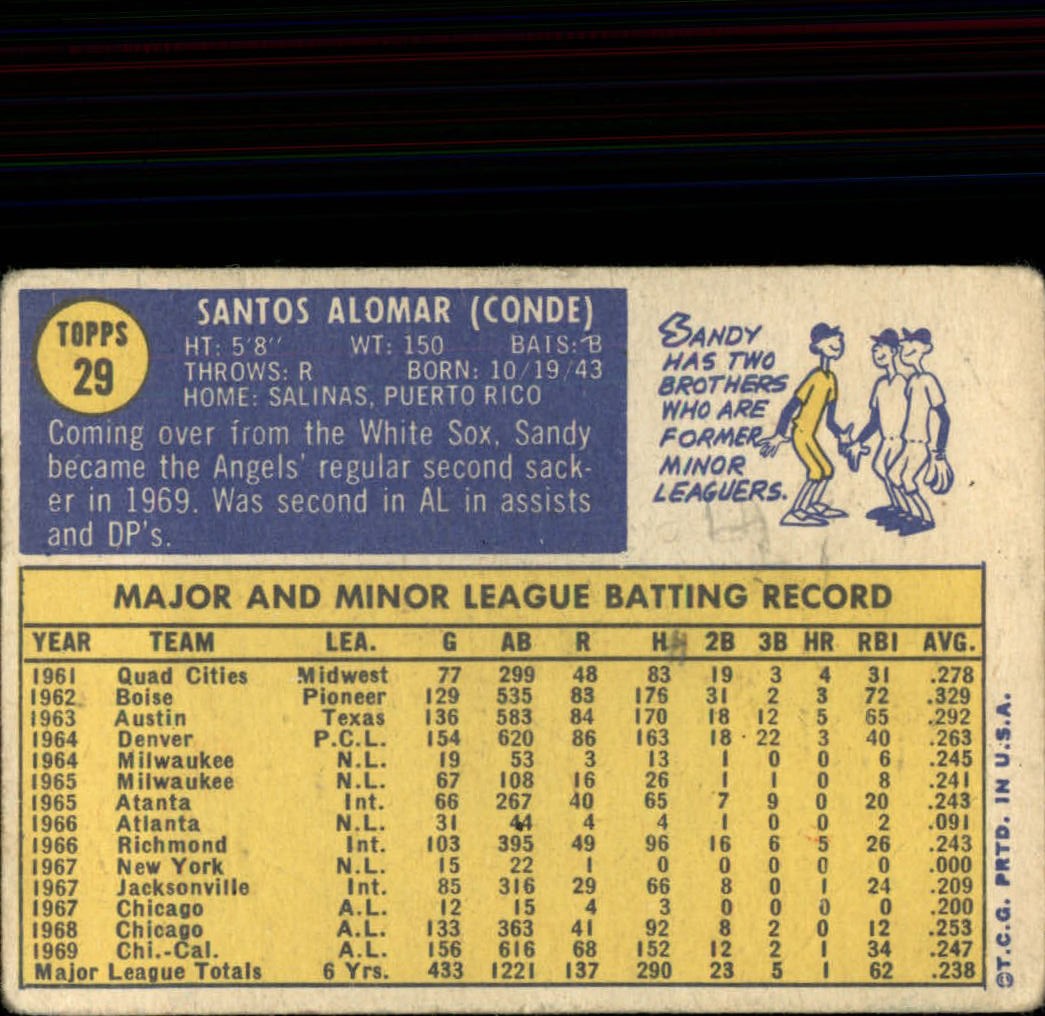 TOPPS
29
SANTOS ALOMAR (CONDE)
HT: 5'8" WT: 150 BATS: B
THROWS: R BORN: 10/19/43
HOME: SALINAS, PUERTO RICO
Coming over from the White Sox, Sandy
became the Angels' regular second sack-
er in 1969. Was second in AL in assists
and DP's.
SANDY
HAS TWO
BROTHERS
WHO ARE
FORMER
MINOR
LEAGUERS.
MAJOR AND MINOR LEAGUE BATTING RECORD
YEAR TEAM LEA. G AB R H 2B 3B HR RBI AVG.
1961 Quad Cities Midwest 77 299 48 83 19 3 4 31 .278
1962 Boise Pioneer 129 535 83 176 31 2 3 72 .329
1963 Austin Texas 136 583 84 170 18 12 5 65 .292
1964 Denver P.C.L. 154 620 86 163 18 22 3 40 .263
1964 Milwaukee N.L. 19 53 3 13 1 0 0 6 .245
1965 Milwaukee N.L. 67 108 16 26 1 1 0 8 .241
1965 Atanta Int. 66 267 40 65 7 9 0 20 .243
1966 Atlanta N.L. 31 44 4 4 1 0 0 2 .091
1966 Richmond Int. 103 395 49 96 16 6 5 26 .243
1967 New York N.L. 15 22 1 0 0 0 0 0 .000
1967 Jacksonville Int. 85 316 29 66 8 0 1 24 .209
1967 Chicago A.L. 12 15 4 3 0 0 0 0 .200
1968 Chicago A.L. 133 363 41 92 8 2 0 12 .253
1969 Chi.-Cal. A.L. 156 616 68 152 12 2 1 34 .247
Major League Totals 6 Yrs. 433 1221 137 290 23 5 1 62 .238
©T.C.G. PRTD. IN U.S.A.